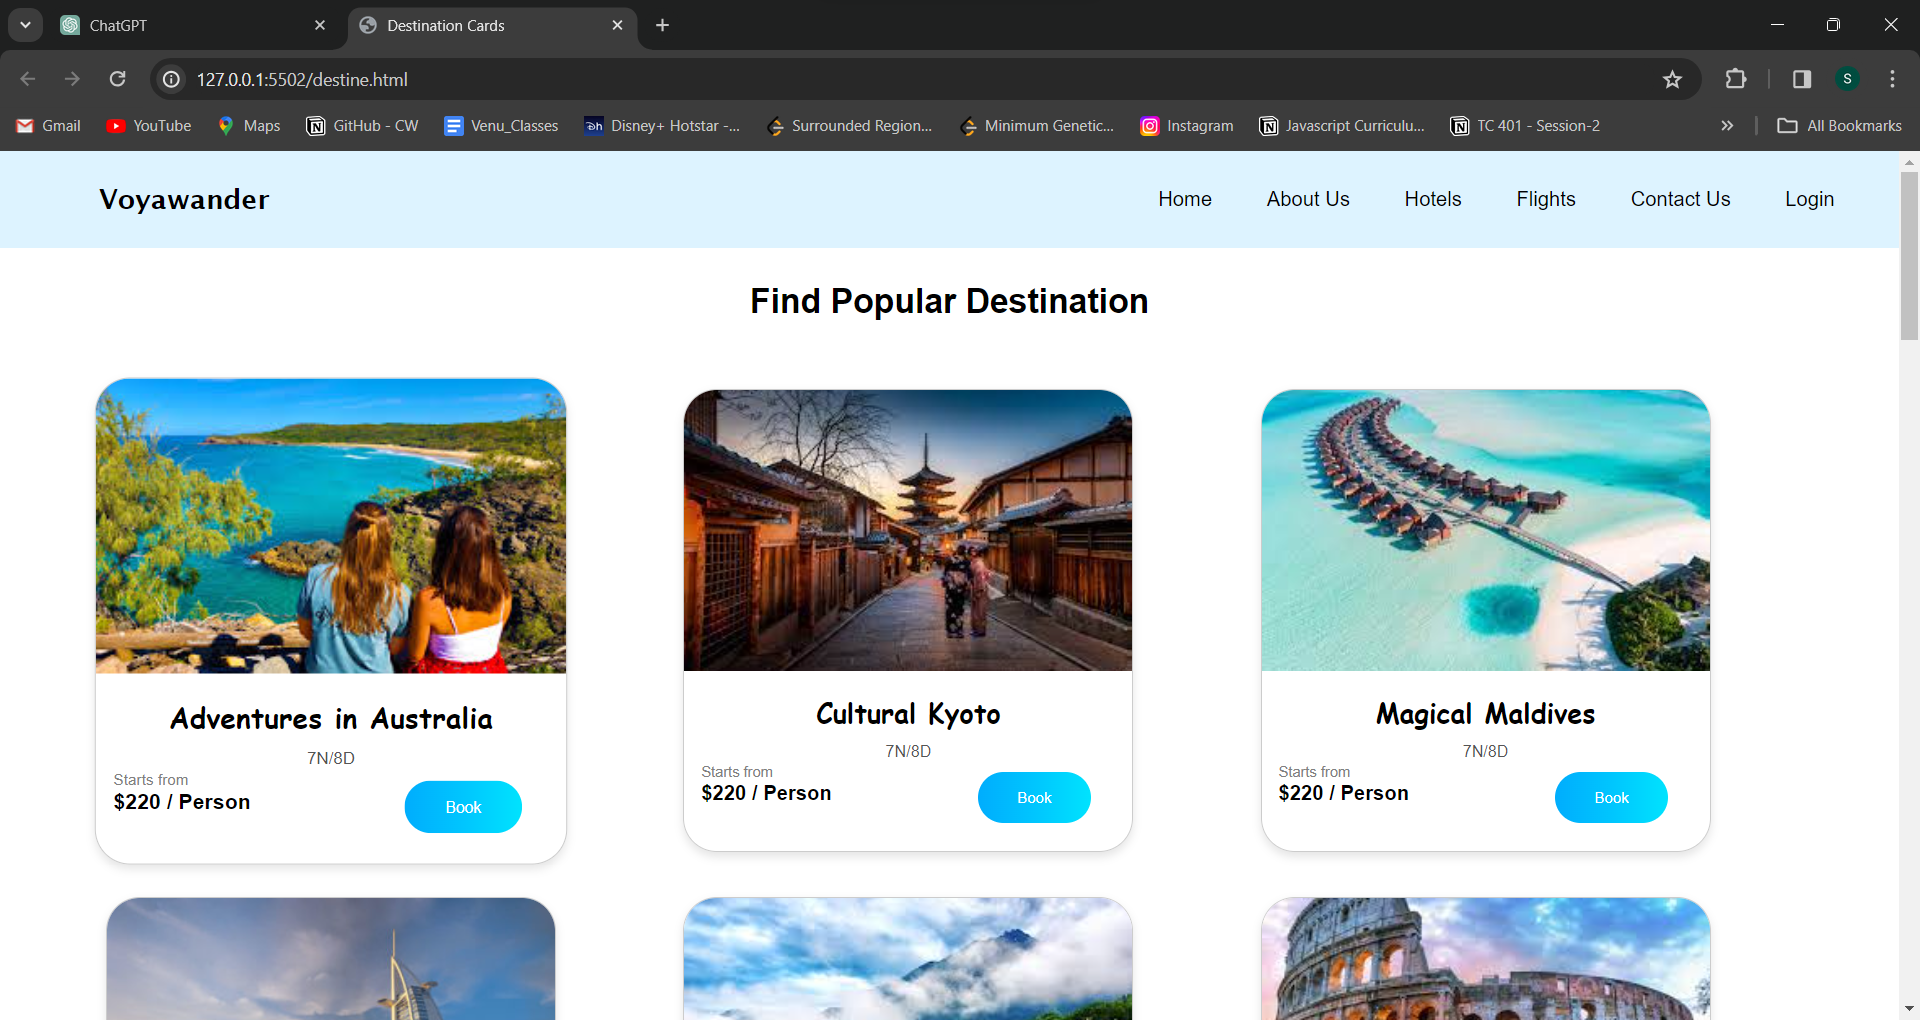 ChatGPT
Destination Cards
127.0.0.1:5502/destine.html
S
Gmail
YouTube
Maps
GitHub - CW
Venu_Classes
Disney+ Hotstar -...
Surrounded Region...
Minimum Genetic...
Instagram
Javascript Curriculu...
TC 401 - Session-2
All Bookmarks
Voyawander
Home
About Us
Hotels
Flights
Contact Us
Login
Find Popular Destination
Adventures in Australia
7N/8D
Starts from
$220 / Person
Book
Cultural Kyoto
7N/8D
Starts from
$220 / Person
Book
Magical Maldives
7N/8D
Starts from
$220 / Person
Book